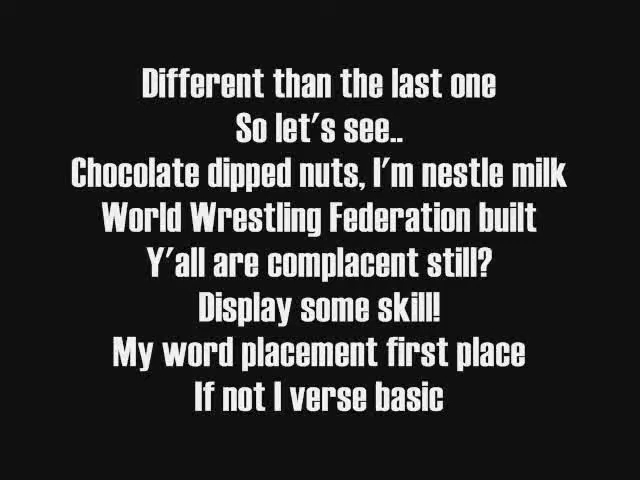 Different than the last one
So let's see..
Chocolate dipped nuts, I'm nestle milk
World Wrestling Federation built
Y'all are complacent still?
Display some skill!
My word placement first place
If not I verse basic